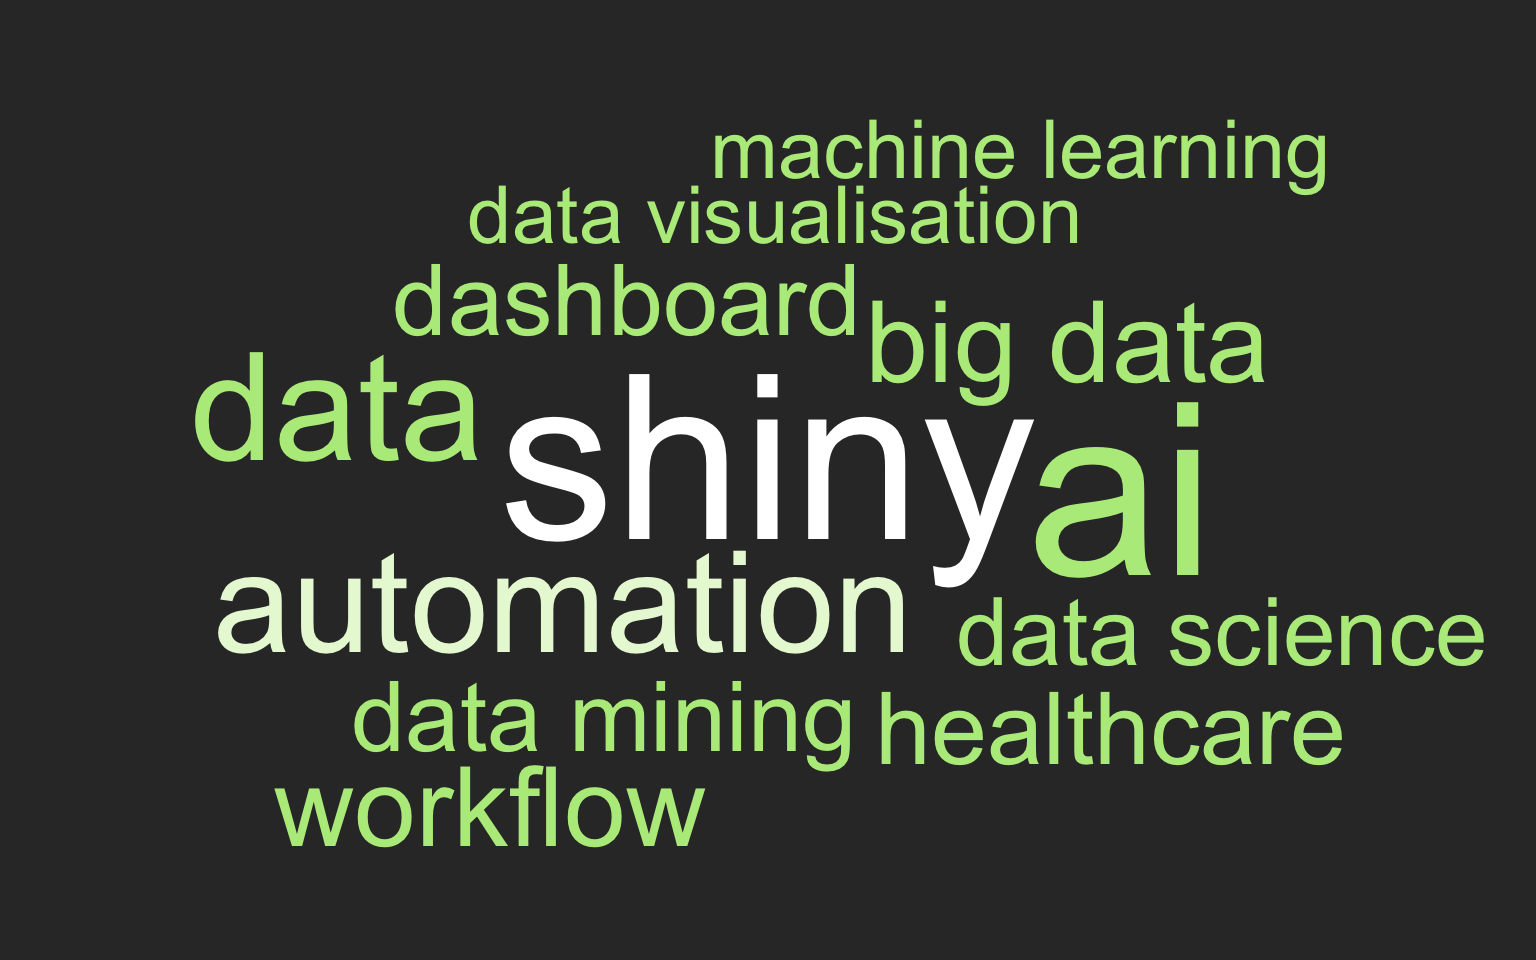 machine learning
data visualisation
dashboard
big data
data
shiny
ai
automation
data science
data mining
healthcare
workflow